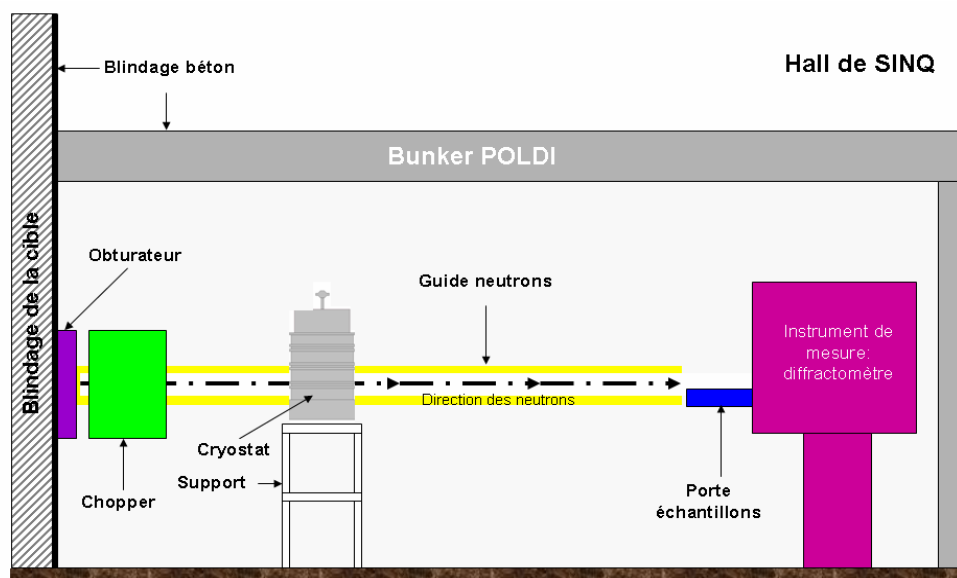 Hall de SINQ
Blindage béton
Bunker POLDI
Blindage de la cible
Obturateur
Guide neutrons
Instrument de
mesure:
diffractomètre
Direction des neutrons
Cryostat
Support
Chopper
Porte
échantillons